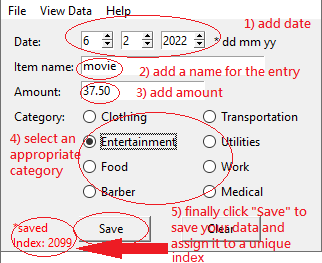 File View Data Help
1) add date
Date: 6 2 2022 * dd mm yy
Item name: movie
2) add a name for the entry
Amount: 37.50
3) add amount
Category: Clothing Transportation
4) select an appropriate category
Entertainment Utilities
Food Work
Barber Medical
5) finally click "Save" to save your data and assign it to a unique index
Save Clear
*saved
Index: 2099